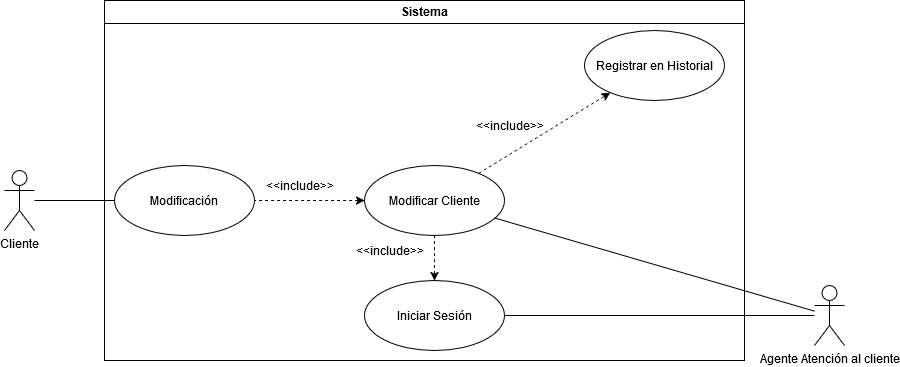 Sistema
Registrar en Historial
<<include>>
Modificación
<<include>>
Modificar Cliente
Cliente
<<include>>
Iniciar Sesión
Agente Atención al cliente